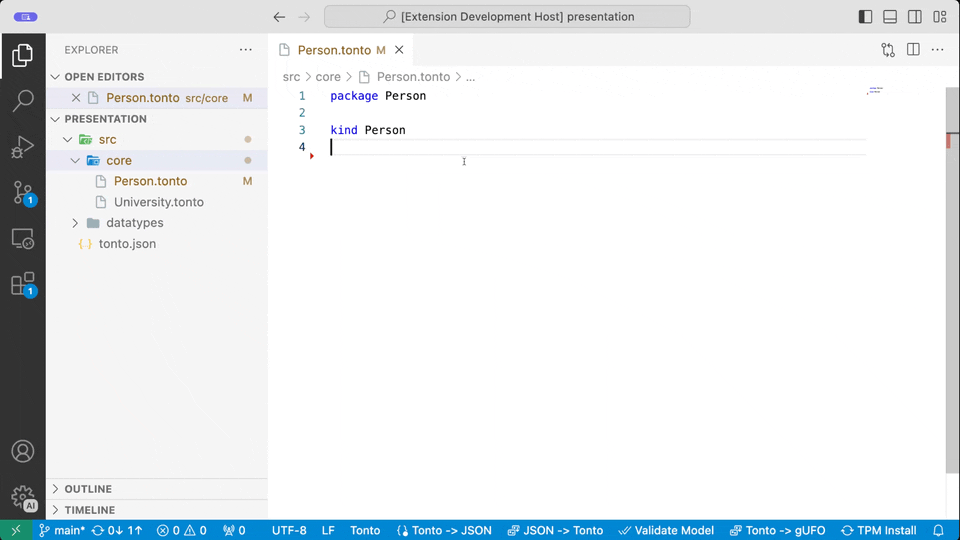 [Extension Development Host] presentation
EXPLORER
Person.tonto M
OPEN EDITORS
Person.tonto src/core M
PRESENTATION
src
core
Person.tonto M
University.tonto
datatypes
{..} tonto.json
OUTLINE
TIMELINE
src > core > Person.tonto > ...
1 package Person
2
3 kind Person
4
1
1
AI
main* 0↓ 1↑ 0 0 0 UTF-8 LF Tonto Tonto -> JSON JSON -> Tonto Validate Model Tonto -> gUFO TPM Install